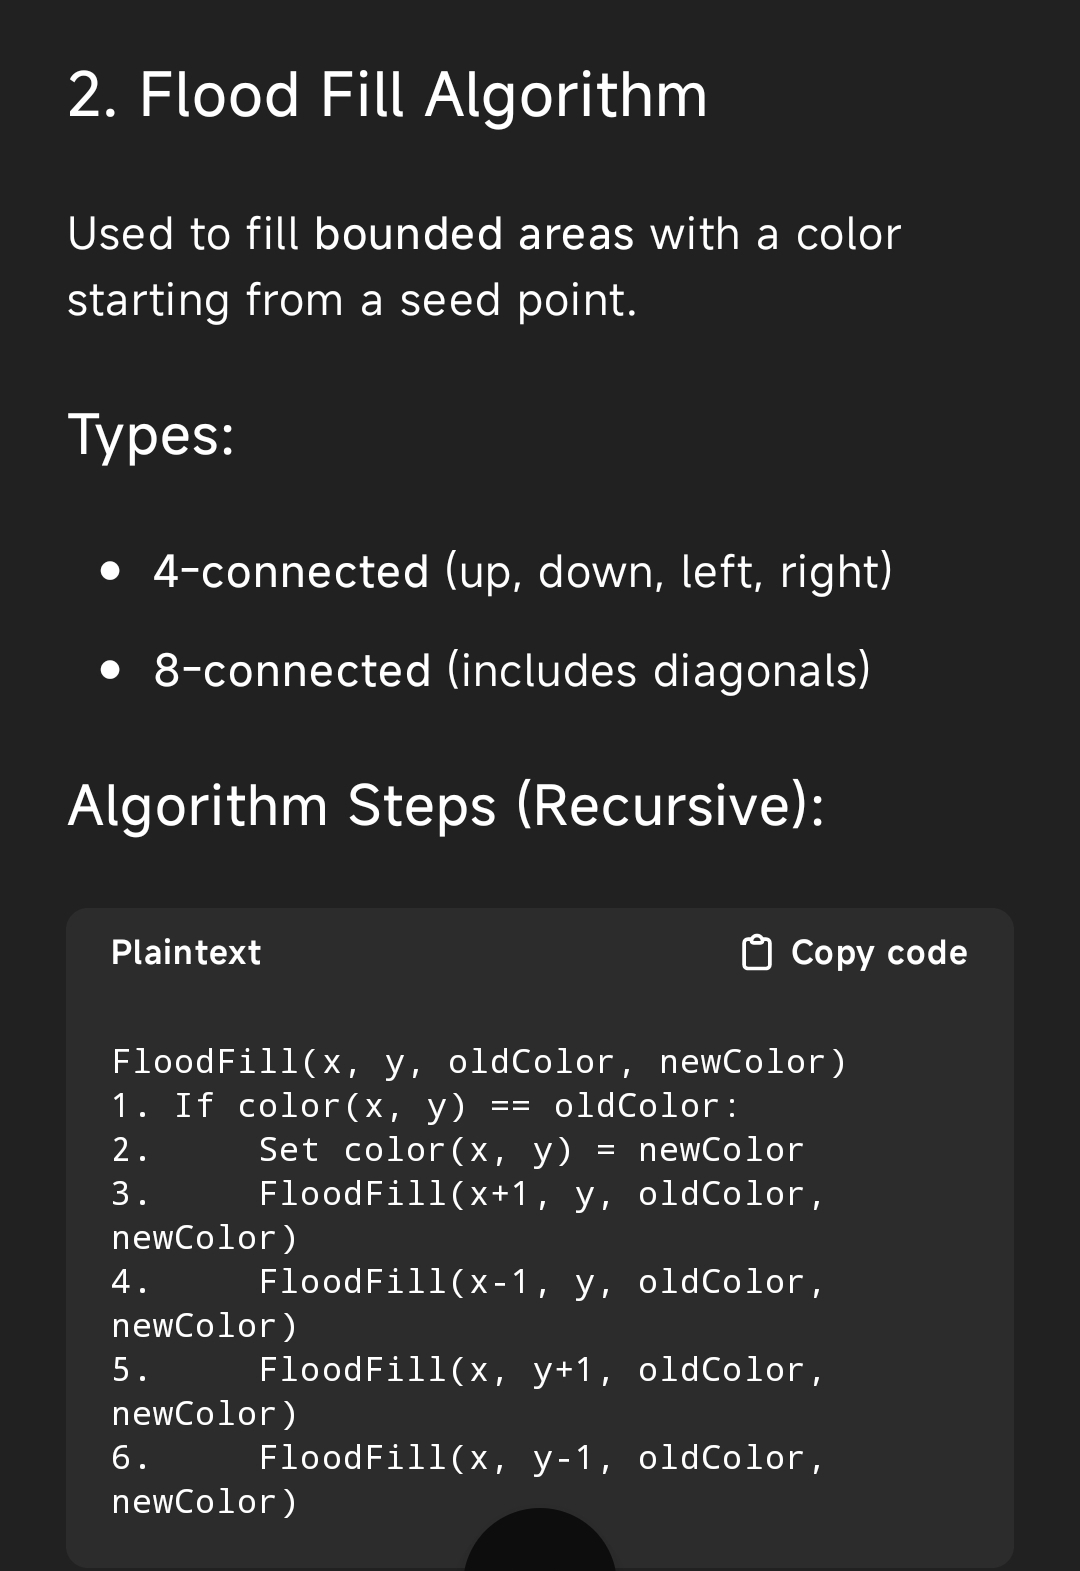 2. Flood Fill Algorithm
Used to fill bounded areas with a color
starting from a seed point.
Types:
• 4-connected (up, down, left, right)
• 8-connected (includes diagonals)
Algorithm Steps (Recursive):
Plaintext Copy code
FloodFill(x, y, oldColor, newColor)
1. If color(x, y) == oldColor:
2.     Set color(x, y) = newColor
3.     FloodFill(x+1, y, oldColor,
newColor)
4.     FloodFill(x-1, y, oldColor,
newColor)
5.     FloodFill(x, y+1, oldColor,
newColor)
6.     FloodFill(x, y-1, oldColor,
newColor)